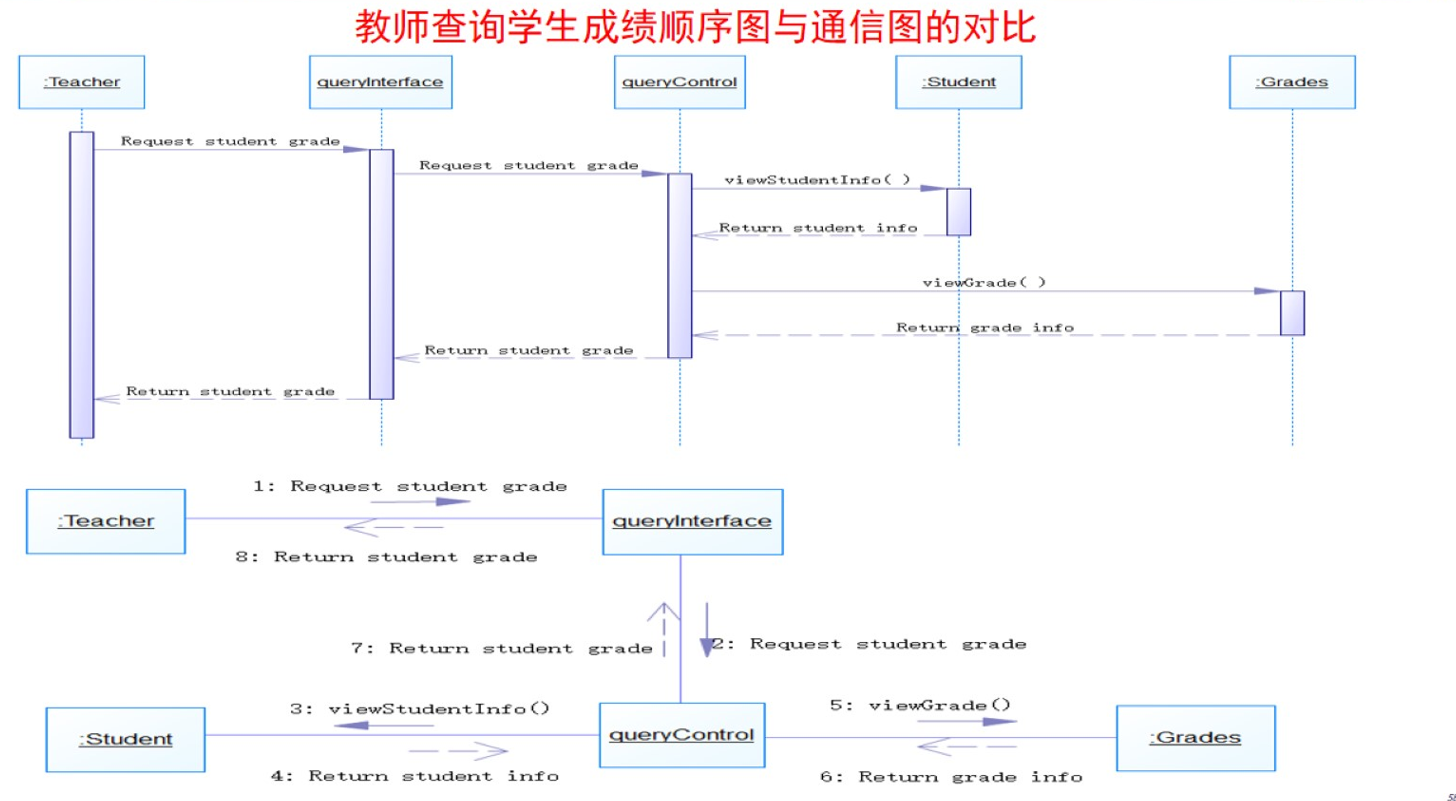 教师查询学生成绩顺序图与通信图的对比
:Teacher queryInterface queryControl :Student :Grades
Request student grade
Request student grade
viewStudentInfo( )
Return student info
viewGrade( )
Return grade info
Return student grade
Return student grade
1: Request student grade
:Teacher queryInterface
8: Return student grade
7: Return student grade 2: Request student grade
3: viewStudentInfo() 5: viewGrade()
:Student queryControl :Grades
4: Return student info 6: Return grade info